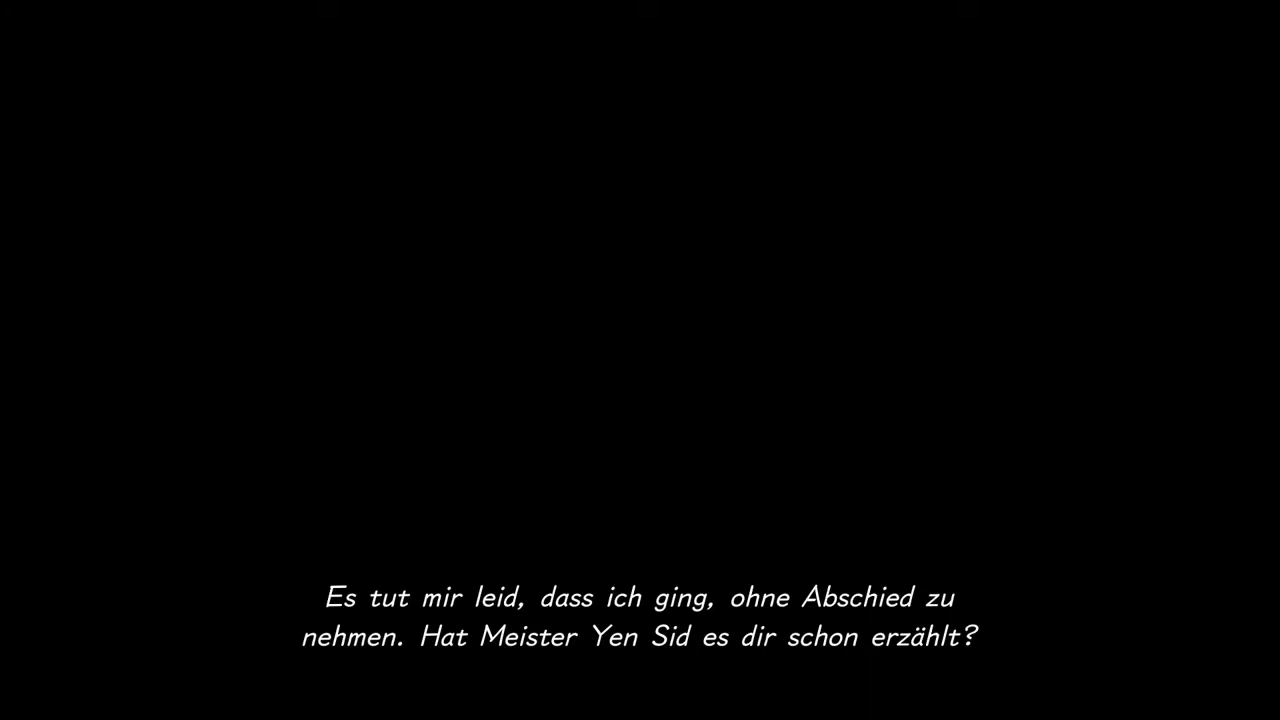 Es tut mir leid, dass ich ging, ohne Abschied zu
nehmen. Hat Meister Yen Sid es dir schon erzählt?